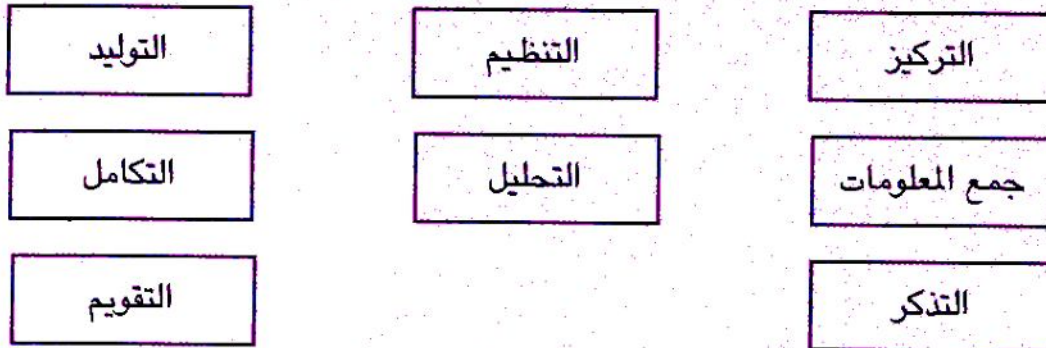 التركيز
التنظيم
التوليد
جمع المعلومات
التحليل
التكامل
التذكر
التقويم